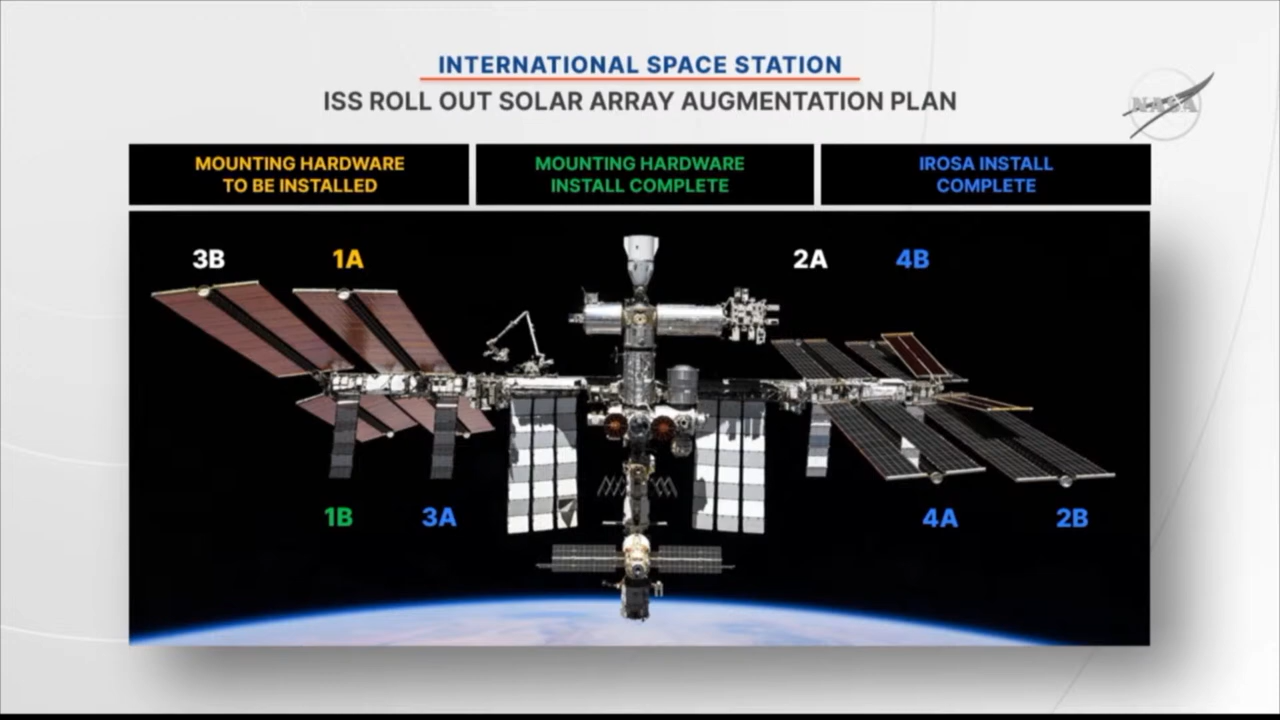 INTERNATIONAL SPACE STATION
ISS ROLL OUT SOLAR ARRAY AUGMENTATION PLAN
NASA
MOUNTING HARDWARE
TO BE INSTALLED
MOUNTING HARDWARE
INSTALL COMPLETE
IROSA INSTALL
COMPLETE
3B
1A
2A
4B
1B
3A
4A
2B